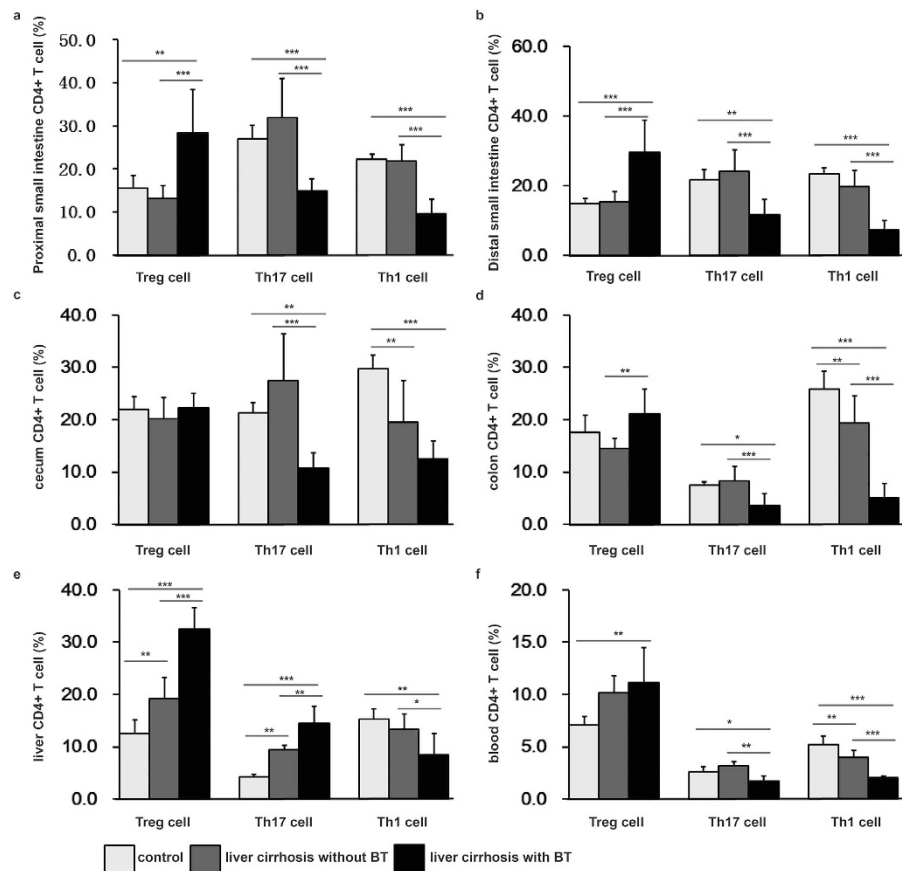 a
Proximal small intestine CD4+ T cell (%)
50.0
40.0
30.0
20.0
10.0
0. 0
**
***
***
***
***
***
Treg cell
Th17 cell
Th1 cell
b
Distal small intestine CD4+ T cell (%)
60.0
40.0
20.0
0.0
***
***
**
***
***
***
Treg cell
Th17 cell
Th1 cell
c
cecum CD4+ T cell (%)
40.0
30.0
20.0
10.0
0.0
**
***
***
**
Treg cell
Th17 cell
Th1 cell
d
colon CD4+ T cell (%)
40.0
30.0
20.0
10.0
0.0
**
*
***
***
**
***
Treg cell
Th17 cell
Th1 cell
e
liver CD4+ T cell (%)
40.0
30.0
20.0
10.0
0.0
***
***
**
***
**
**
**
*
Treg cell
Th17 cell
Th1 cell
f
blood CD4+ T cell (%)
20.0
15.0
10.0
5.0
0.0
**
*
**
***
**
***
Treg cell
Th17 cell
Th1 cell
control
liver cirrhosis without BT
liver cirrhosis with BT